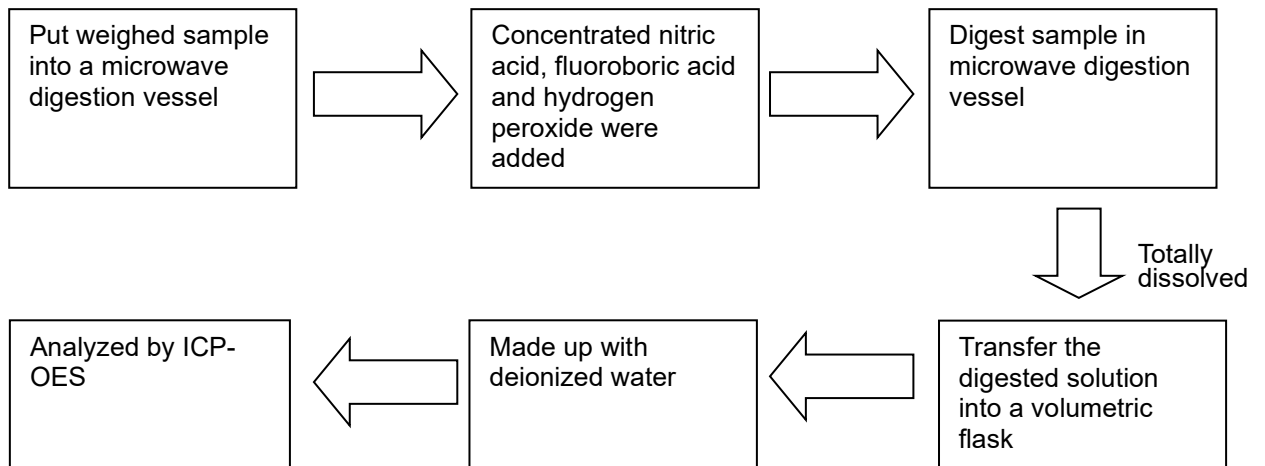 Put weighed sample
into a microwave
digestion vessel
Concentrated nitric
acid, fluoroboric acid
and hydrogen
peroxide were
added
Digest sample in
microwave digestion
vessel
Totally
dissolved
Transfer the
digested solution
into a volumetric
flask
Made up with
deionized water
Analyzed by ICP-
OES